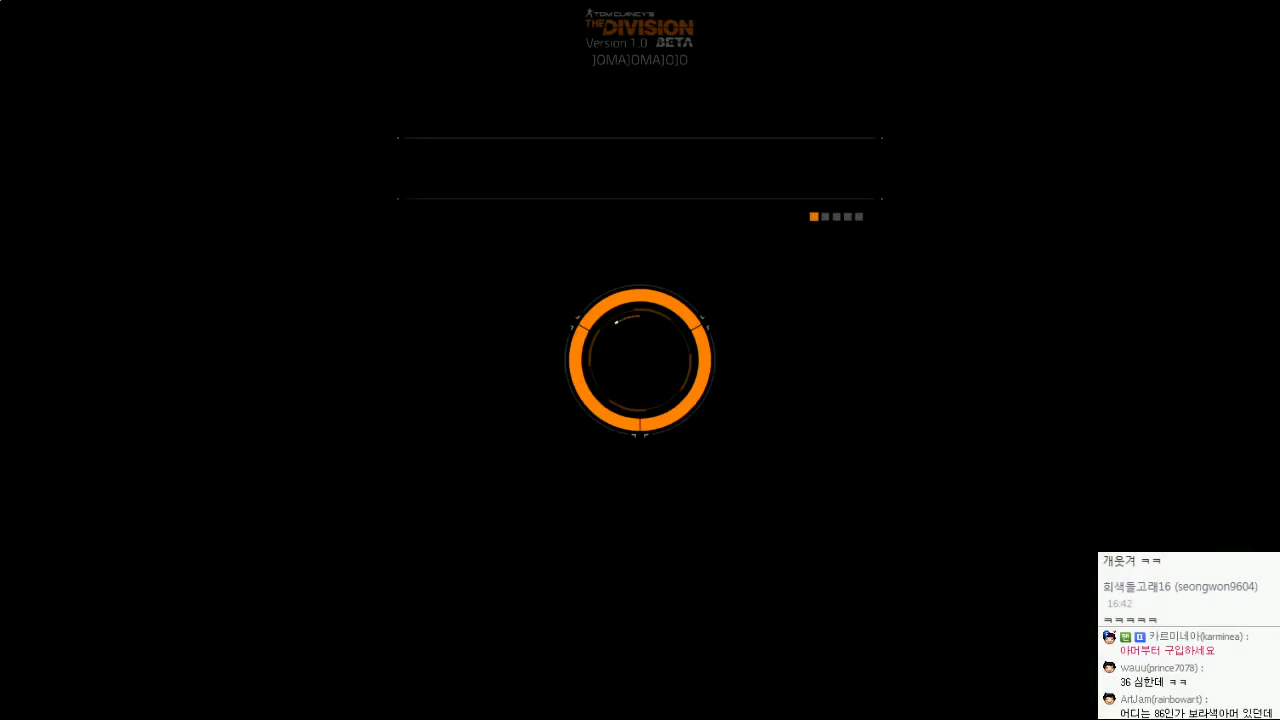 TOM CLANCY'S
THE DIVISION
Version 1.0 BETA
JOMAJOMAJOJO
개웃겨 ㅋㅋ
회색돌고래16 (seongwon9604)
16:42
ㅋㅋㅋㅋㅋ
팬 카르미네아(karminea) :
아머부터 구입하세요
wauu(prince7078) :
36 심한데 ㅋㅋ
ArtJam(rainbowart) :
어디는 86인가 보라색아머 있던데